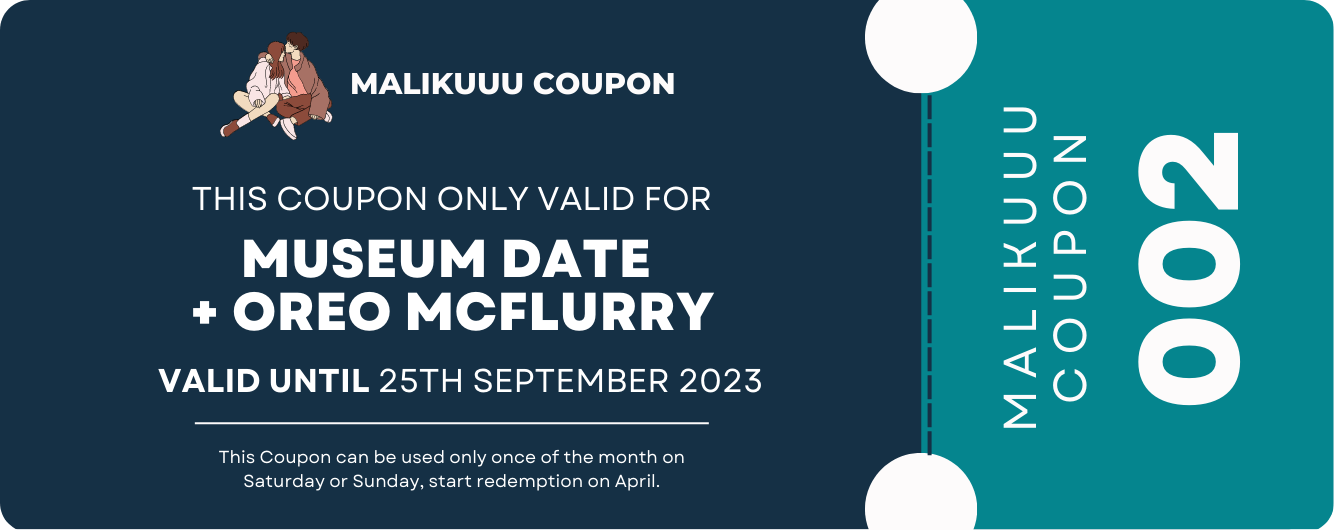 MALIKUUU COUPON
THIS COUPON ONLY VALID FOR
MUSEUM DATE
+ OREO MCFLURRY
VALID UNTIL 25TH SEPTEMBER 2023
This Coupon can be used only once of the month on
Saturday or Sunday, start redemption on April.
MALIKUUU
COUPON
002